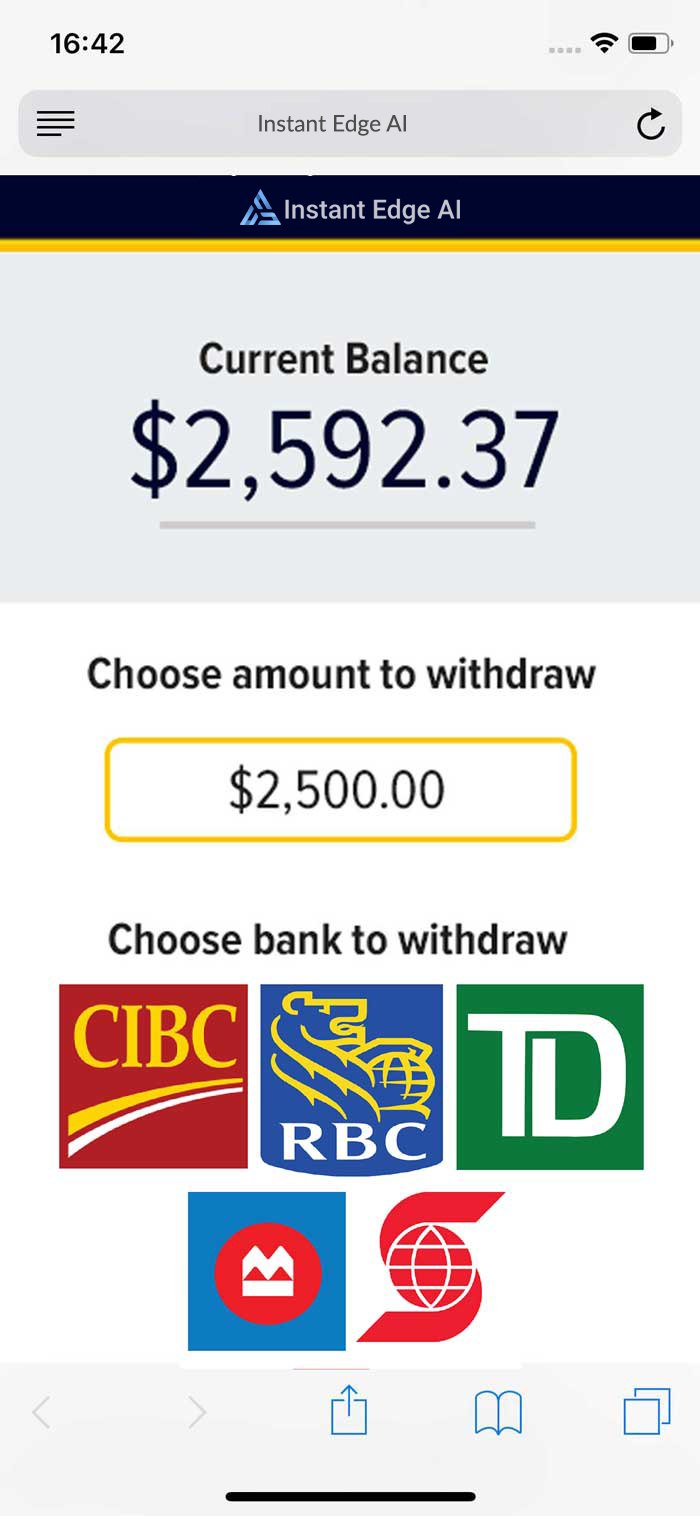 16:42
Instant Edge AI
Instant Edge AI
Current Balance
$2,592.37
Choose amount to withdraw
$2,500.00
Choose bank to withdraw
CIBC
RBC
TD